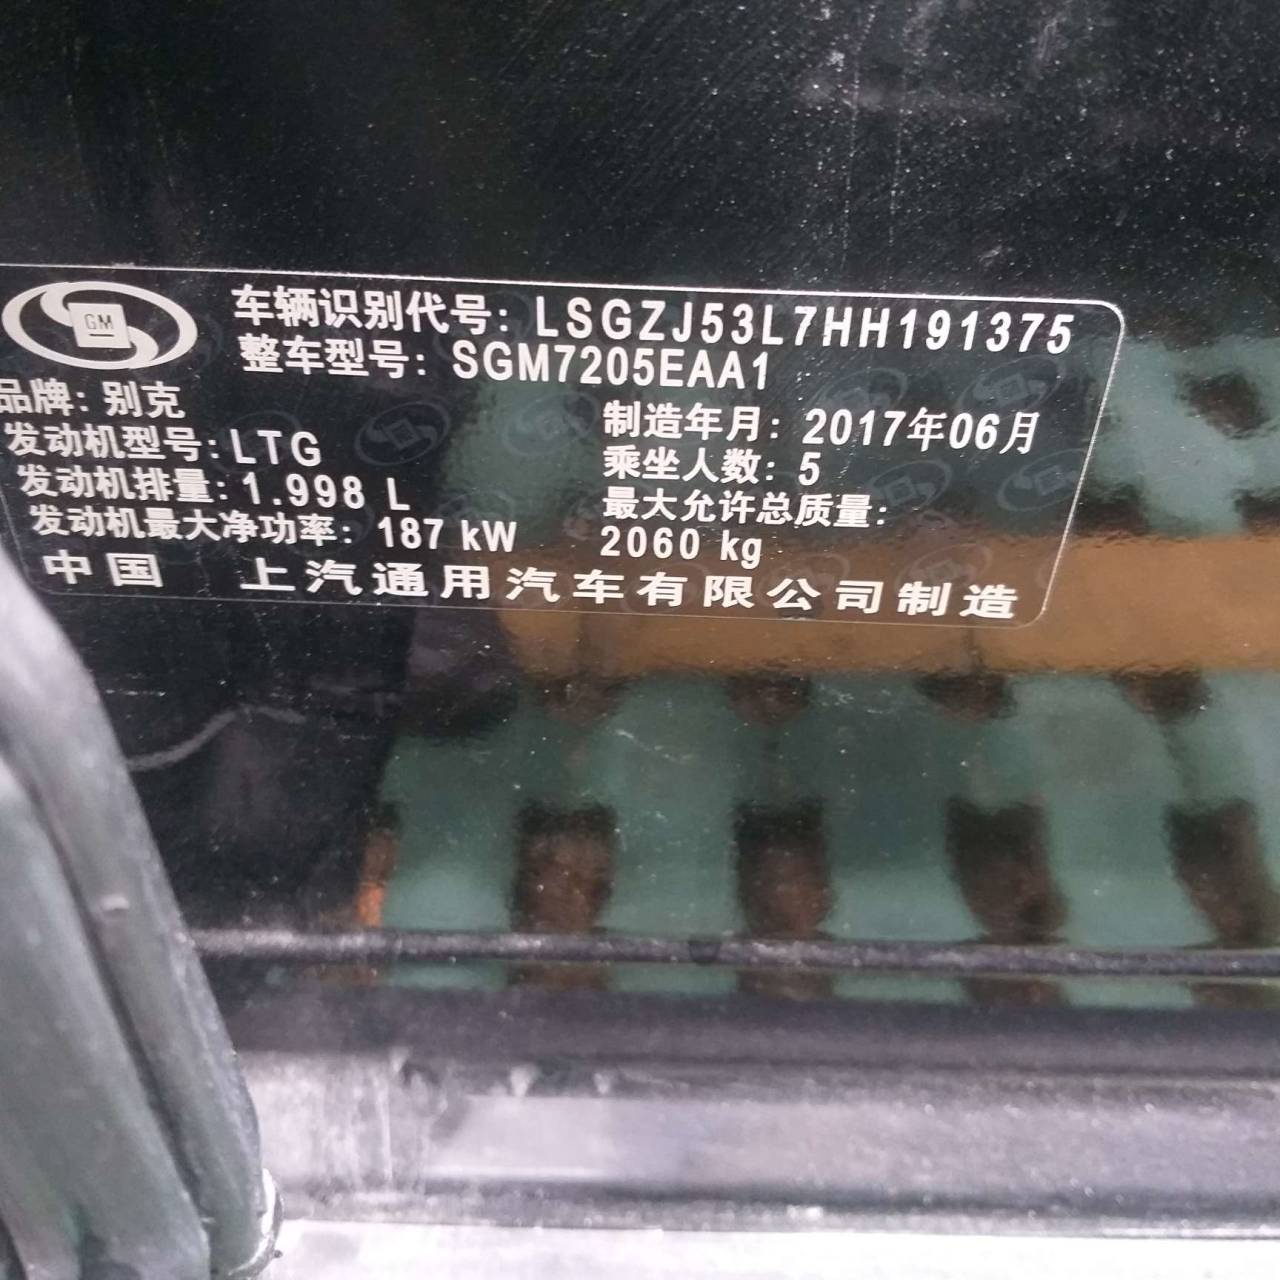 GM
车辆识别代号: LSGZJ53L7HH191375
整车型号: SGM7205EAA1
品牌: 别克
制造年月: 2017年06月
发动机型号: LTG
乘坐人数: 5
发动机排量: 1.998 L
最大允许总质量:
发动机最大净功率: 187 kW
2060 kg
中国 上汽通用汽车有限公司制造